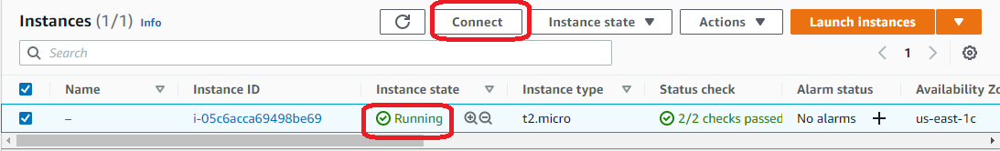 Instances (1/1) Info Connect Instance state Actions Launch instances
Search 1
Name Instance ID Instance state Instance type Status check Alarm status Availability Zo
– i-05c6acca69498be69 Running t2.micro 2/2 checks passed No alarms + us-east-1c